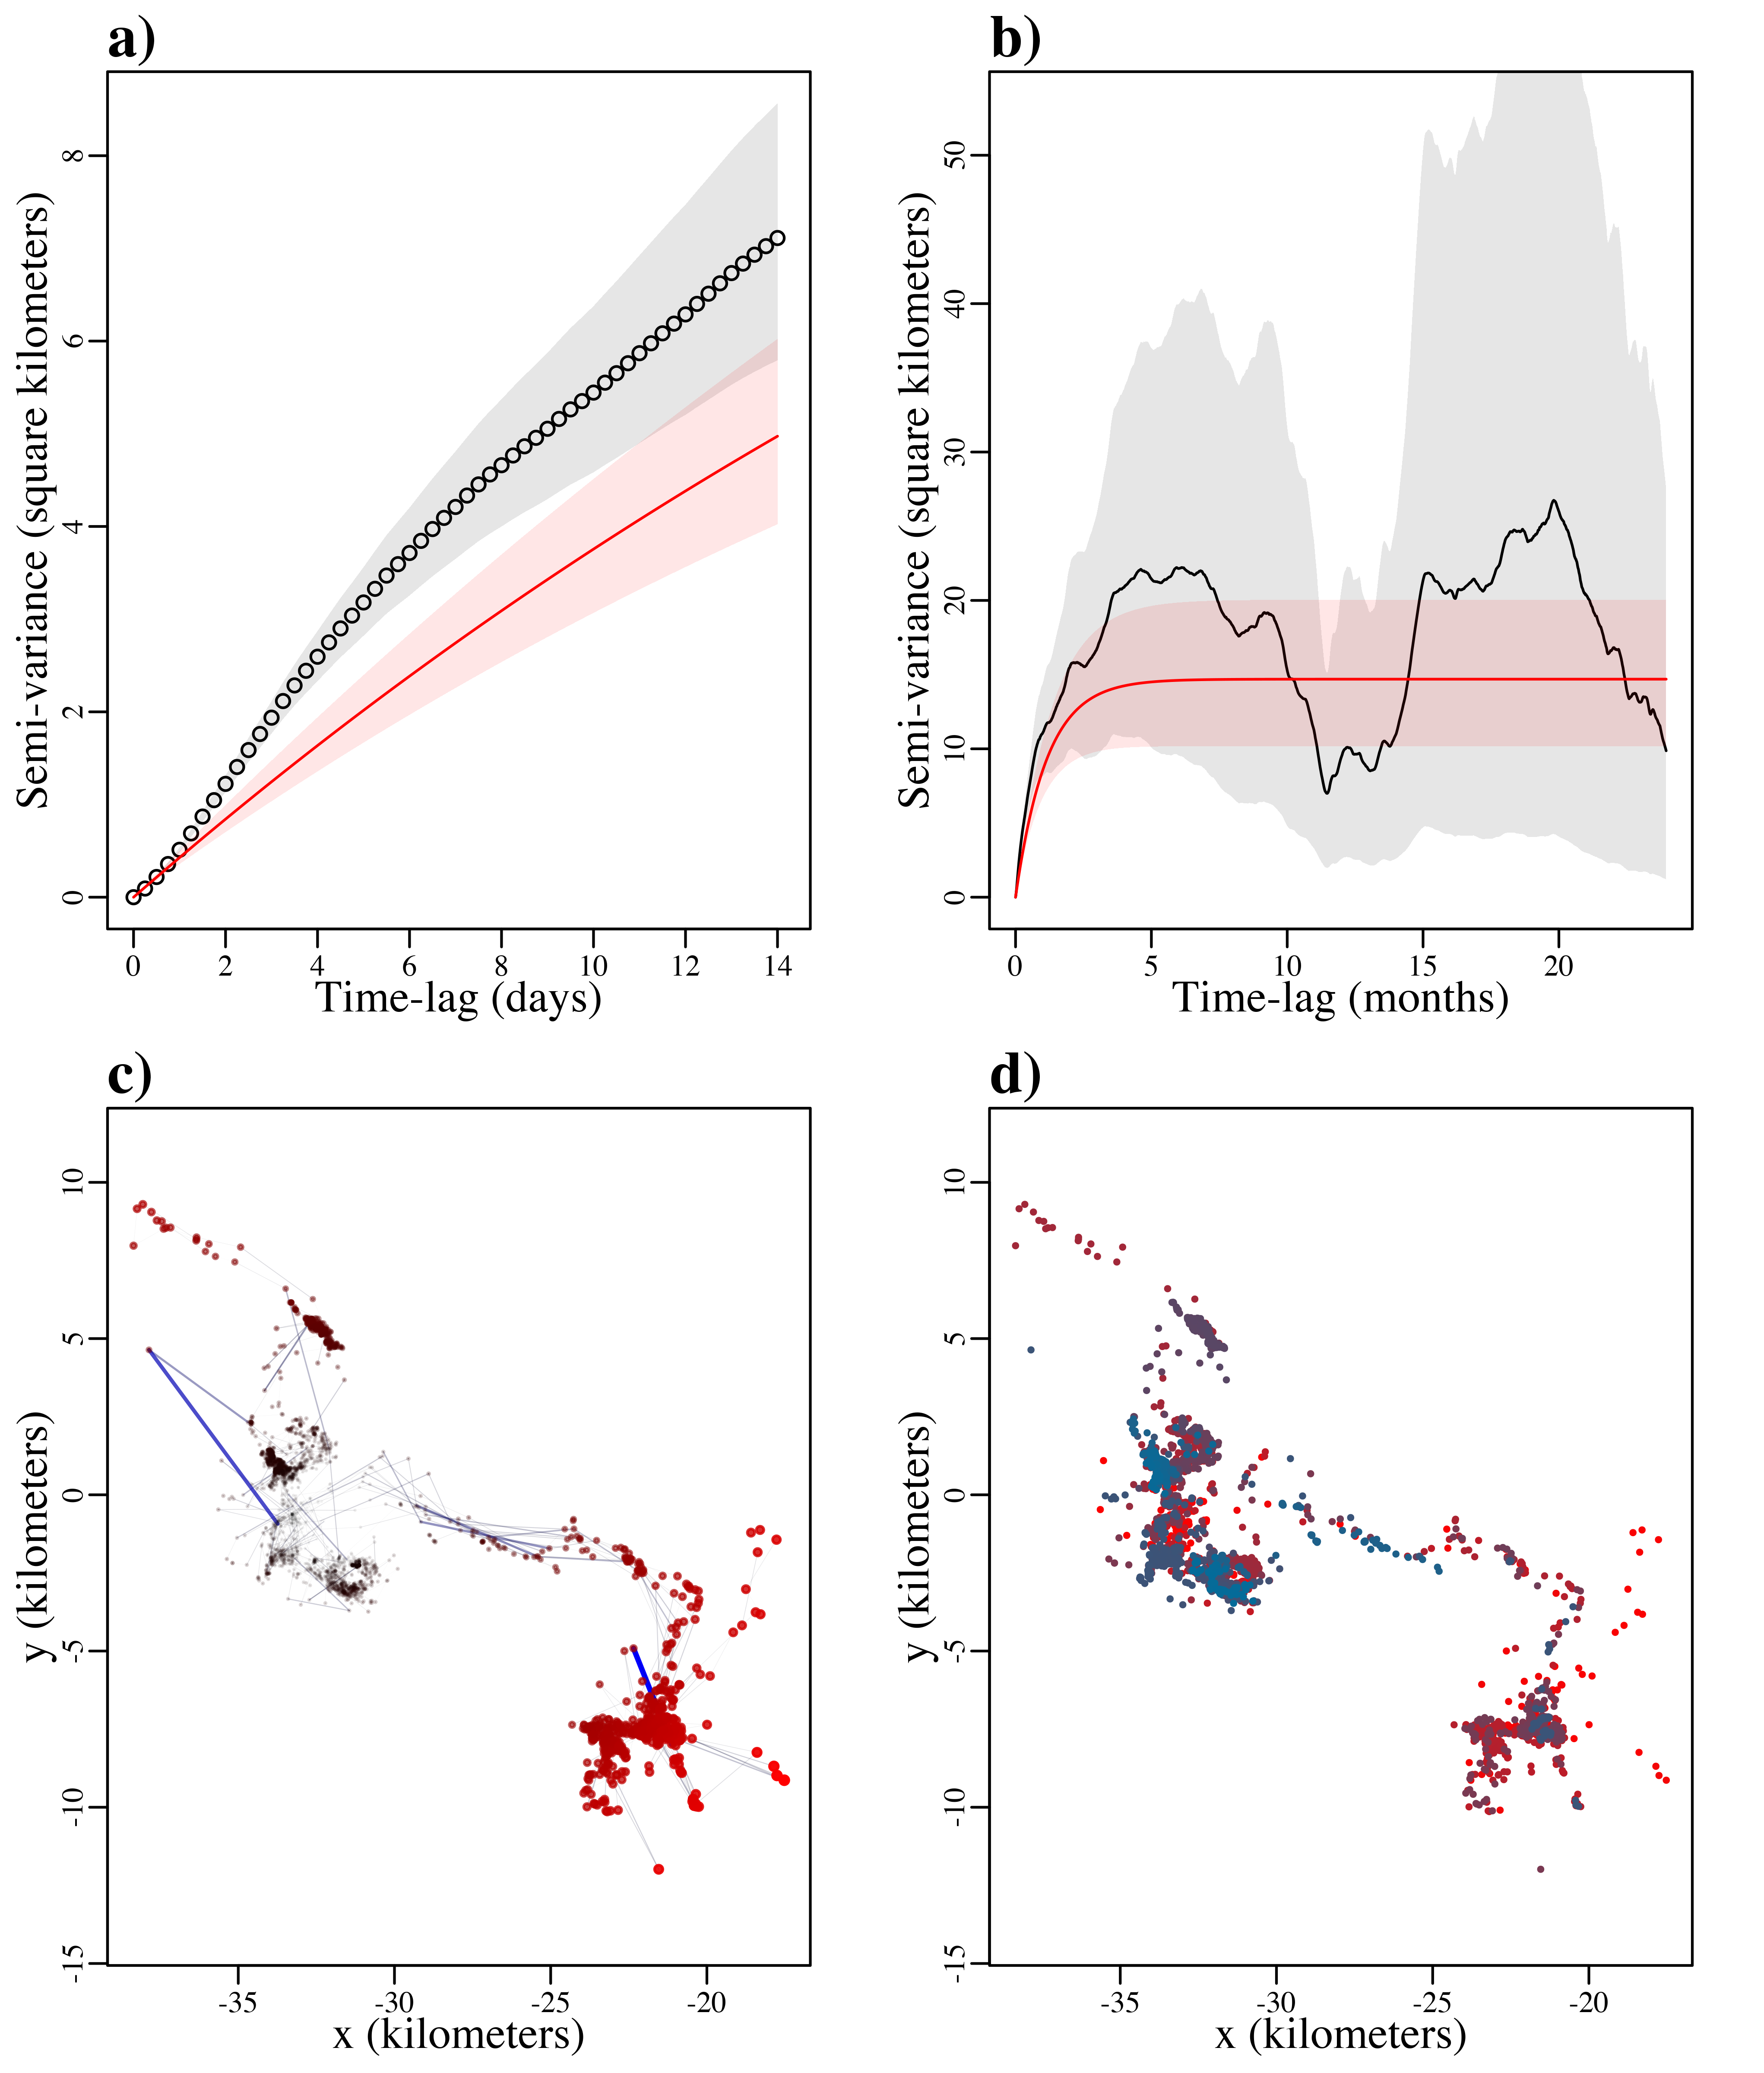 a)
Semi-variance (square kilometers)
8
6
4
2
0
0 2 4 6 8 10 12 14
Time-lag (days)
b)
Semi-variance (square kilometers)
50
40
30
20
10
0
0 5 10 15 20
Time-lag (months)
c)
y (kilometers)
10
5
0
-5
-10
-15
-35 -30 -25 -20
x (kilometers)
d)
y (kilometers)
10
5
0
-5
-10
-15
-35 -30 -25 -20
x (kilometers)